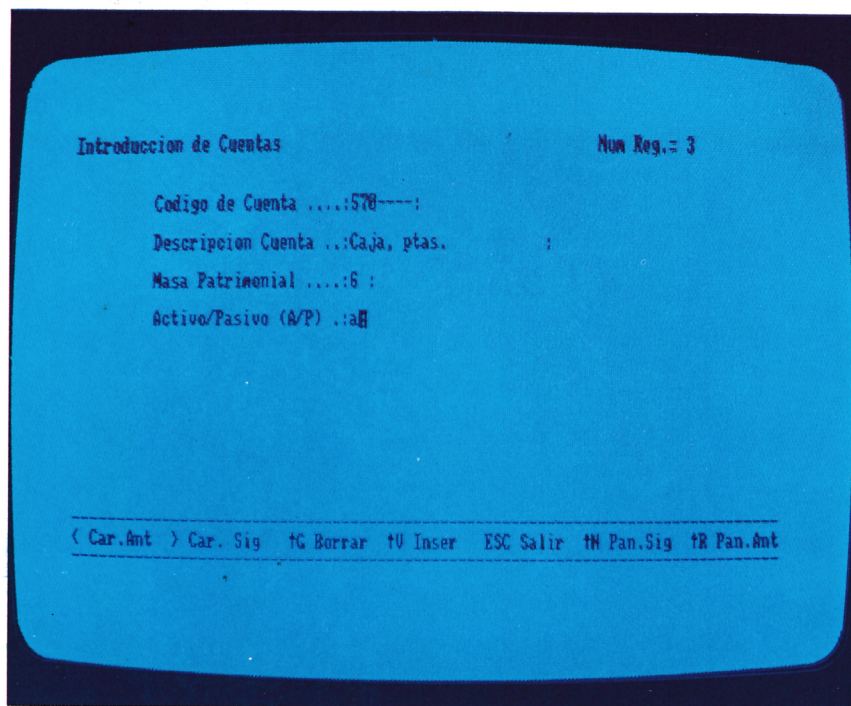 Introduccion de Cuentas Num Reg.= 3
Codigo de Cuenta ....:570----:
Descripcion Cuenta ..:Caja, ptas. :
Masa Patrimonial ....:6 :
Activo/Pasivo (A/P) .:a
< Car.Ant > Car. Sig ↑G Borrar ↑V Inser ESC Salir ↑N Pan.Sig ↑R Pan.Ant